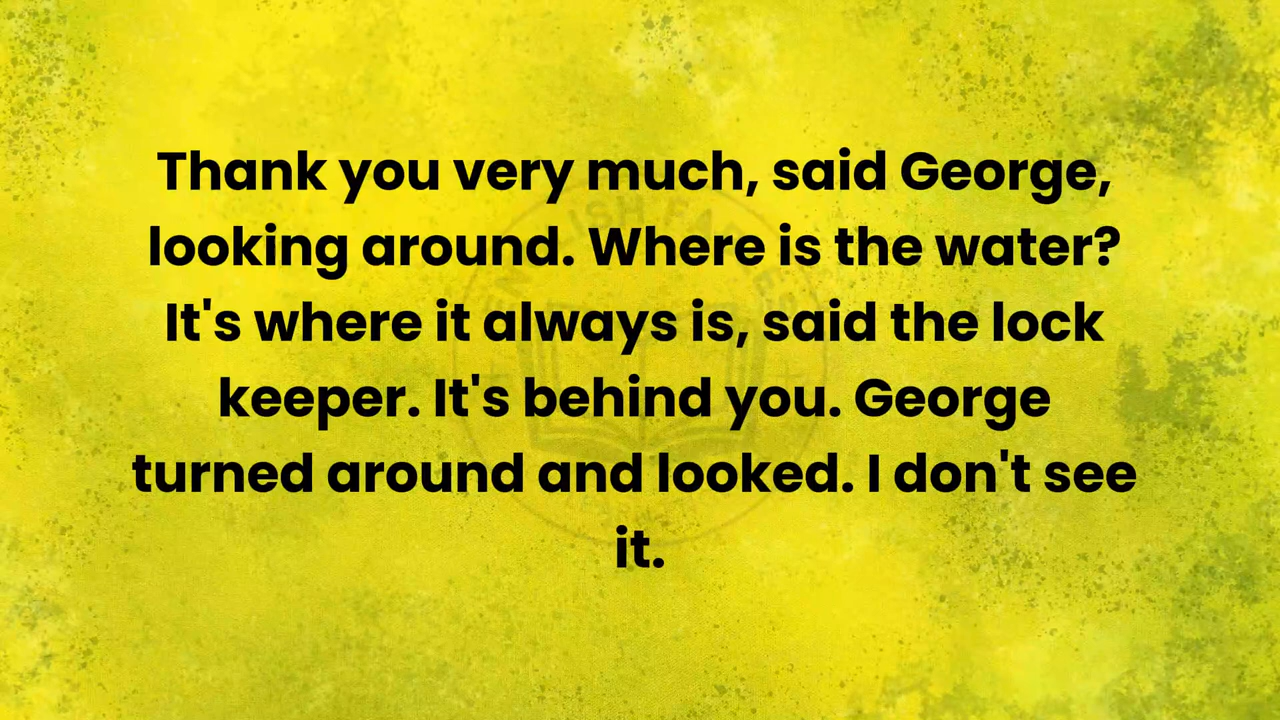 Thank you very much, said George,
looking around. Where is the water?
It's where it always is, said the lock
keeper. It's behind you. George
turned around and looked. I don't see
it.